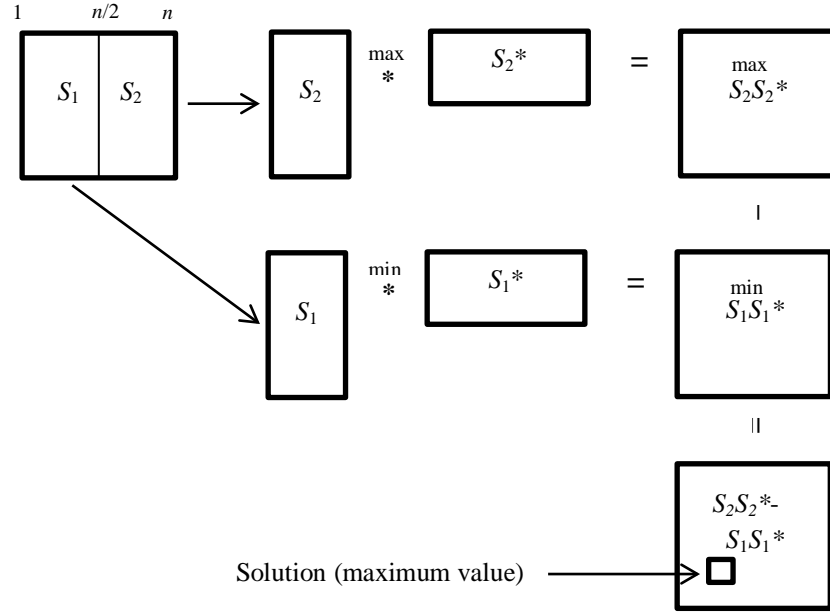 1 n/2 n
max
S₁ S₂ S₂ * S₂* = max
S₂S₂*
–
min
S₁ * S₁* = min
S₁S₁*
=
S₂S₂*-
S₁S₁*
Solution (maximum value)